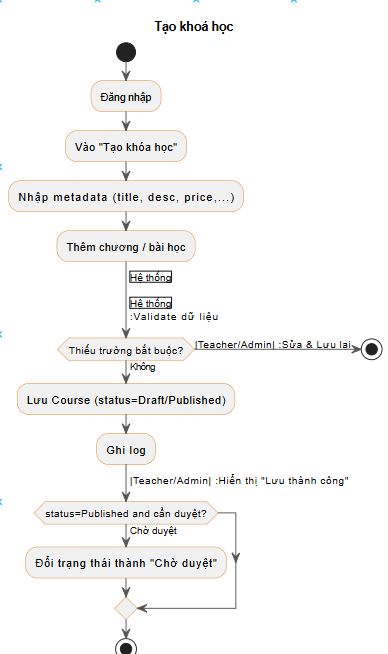 Tạo khoá học
Đăng nhập
Vào "Tạo khóa học"
Nhập metadata (title, desc, price,...)
Thêm chương / bài học
Hệ thống
Hệ thống
:Validate dữ liệu
Thiếu trường bắt buộc?
|Teacher/Admin| :Sửa & Lưu lại
Không
Lưu Course (status=Draft/Published)
Ghi log
|Teacher/Admin| :Hiển thị "Lưu thành công"
status=Published and cần duyệt?
Chờ duyệt
Đổi trạng thái thành "Chờ duyệt"